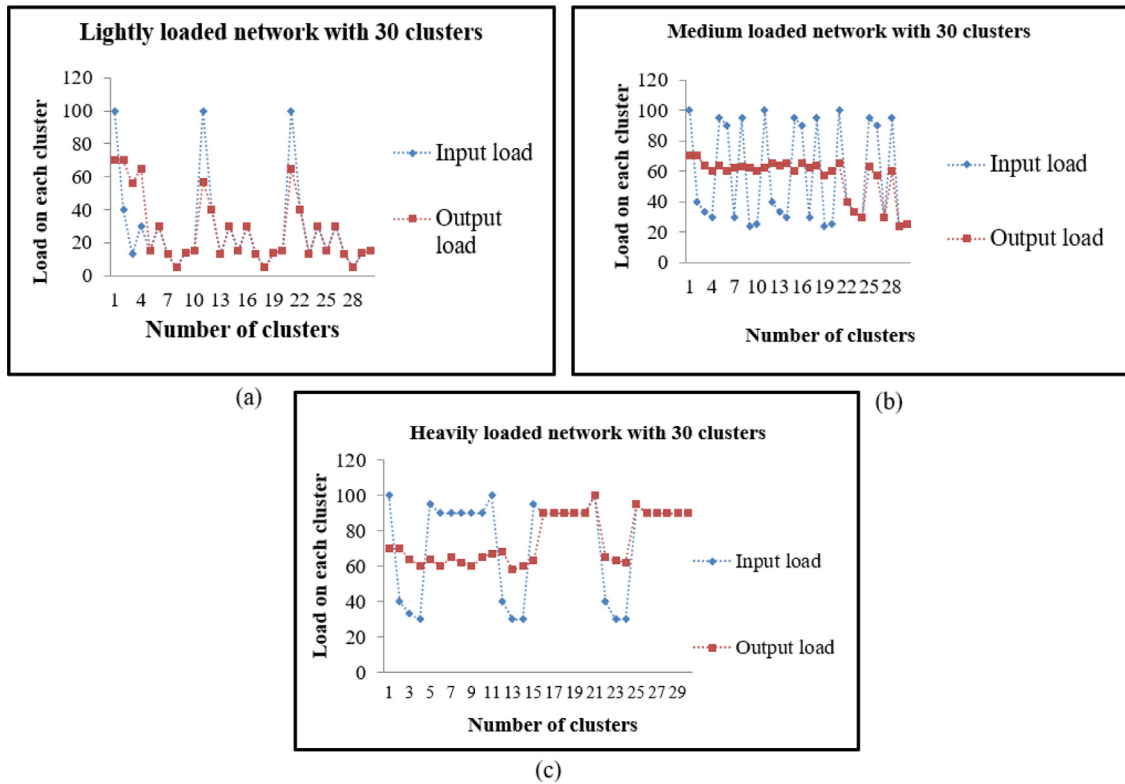 Lightly loaded network with 30 clusters
Load on each cluster
120
100
80
60
40
20
0
1 4 7 10 13 16 19 22 25 28
Number of clusters
Input load
Output
load
(a)
Medium loaded network with 30 clusters
Load on each cluster
120
100
80
60
40
20
0
1 4 7 10 13 16 19 22 25 28
Number of clusters
Input load
Output load
(b)
Heavily loaded network with 30 clusters
Load on each cluster
120
100
80
60
40
20
0
1 3 5 7 9 11 13 15 17 19 21 23 25 27 29
Number of clusters
Input load
Output load
(c)